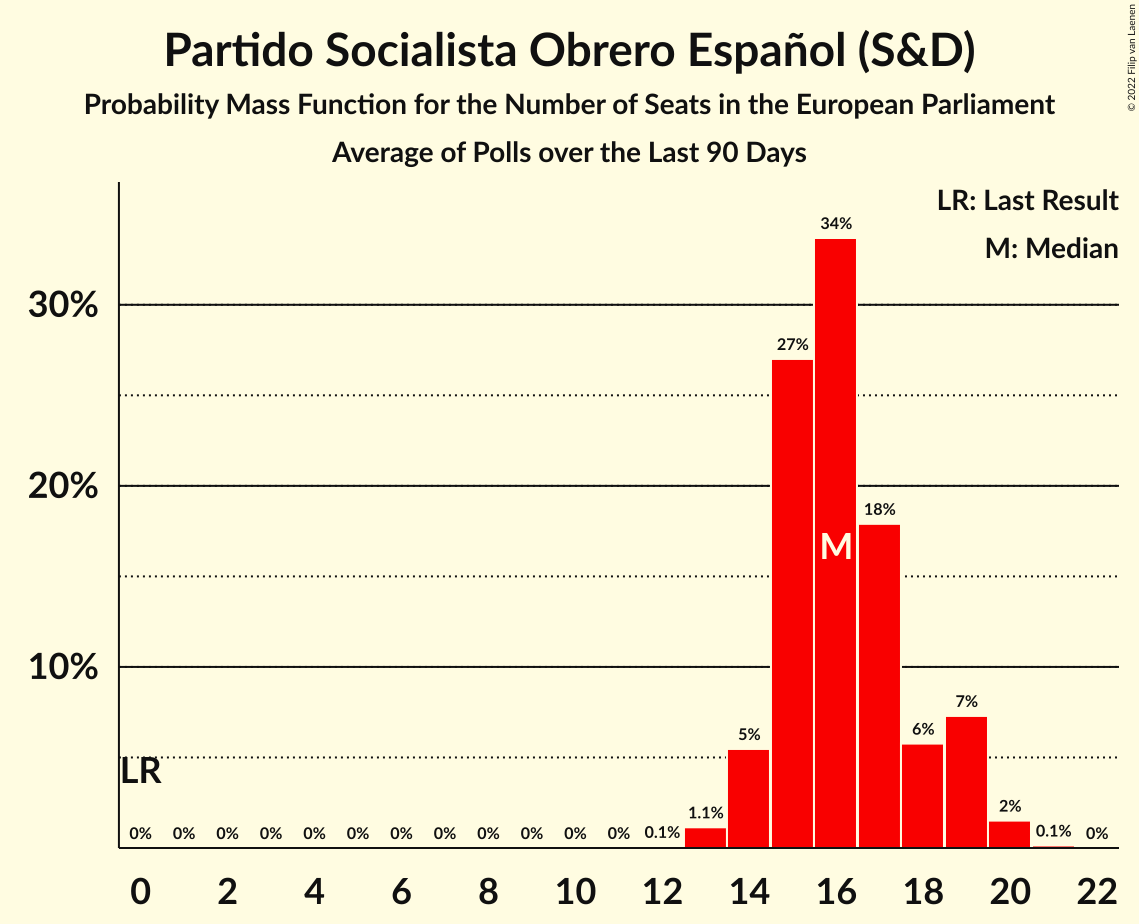 Partido Socialista Obrero Español (S&D)
Probability Mass Function for the Number of Seats in the European Parliament
Average of Polls over the Last 90 Days
© 2022 Filip van Laenen
LR: Last Result
M: Median
34%
30%
27%
20%
18%
M
10%
7%
6%
5%
LR
2%
1.1%
0% 0% 0% 0% 0% 0% 0% 0% 0% 0% 0% 0% 0.1% 0.1% 0%
0 2 4 6 8 10 12 14 16 18 20 22